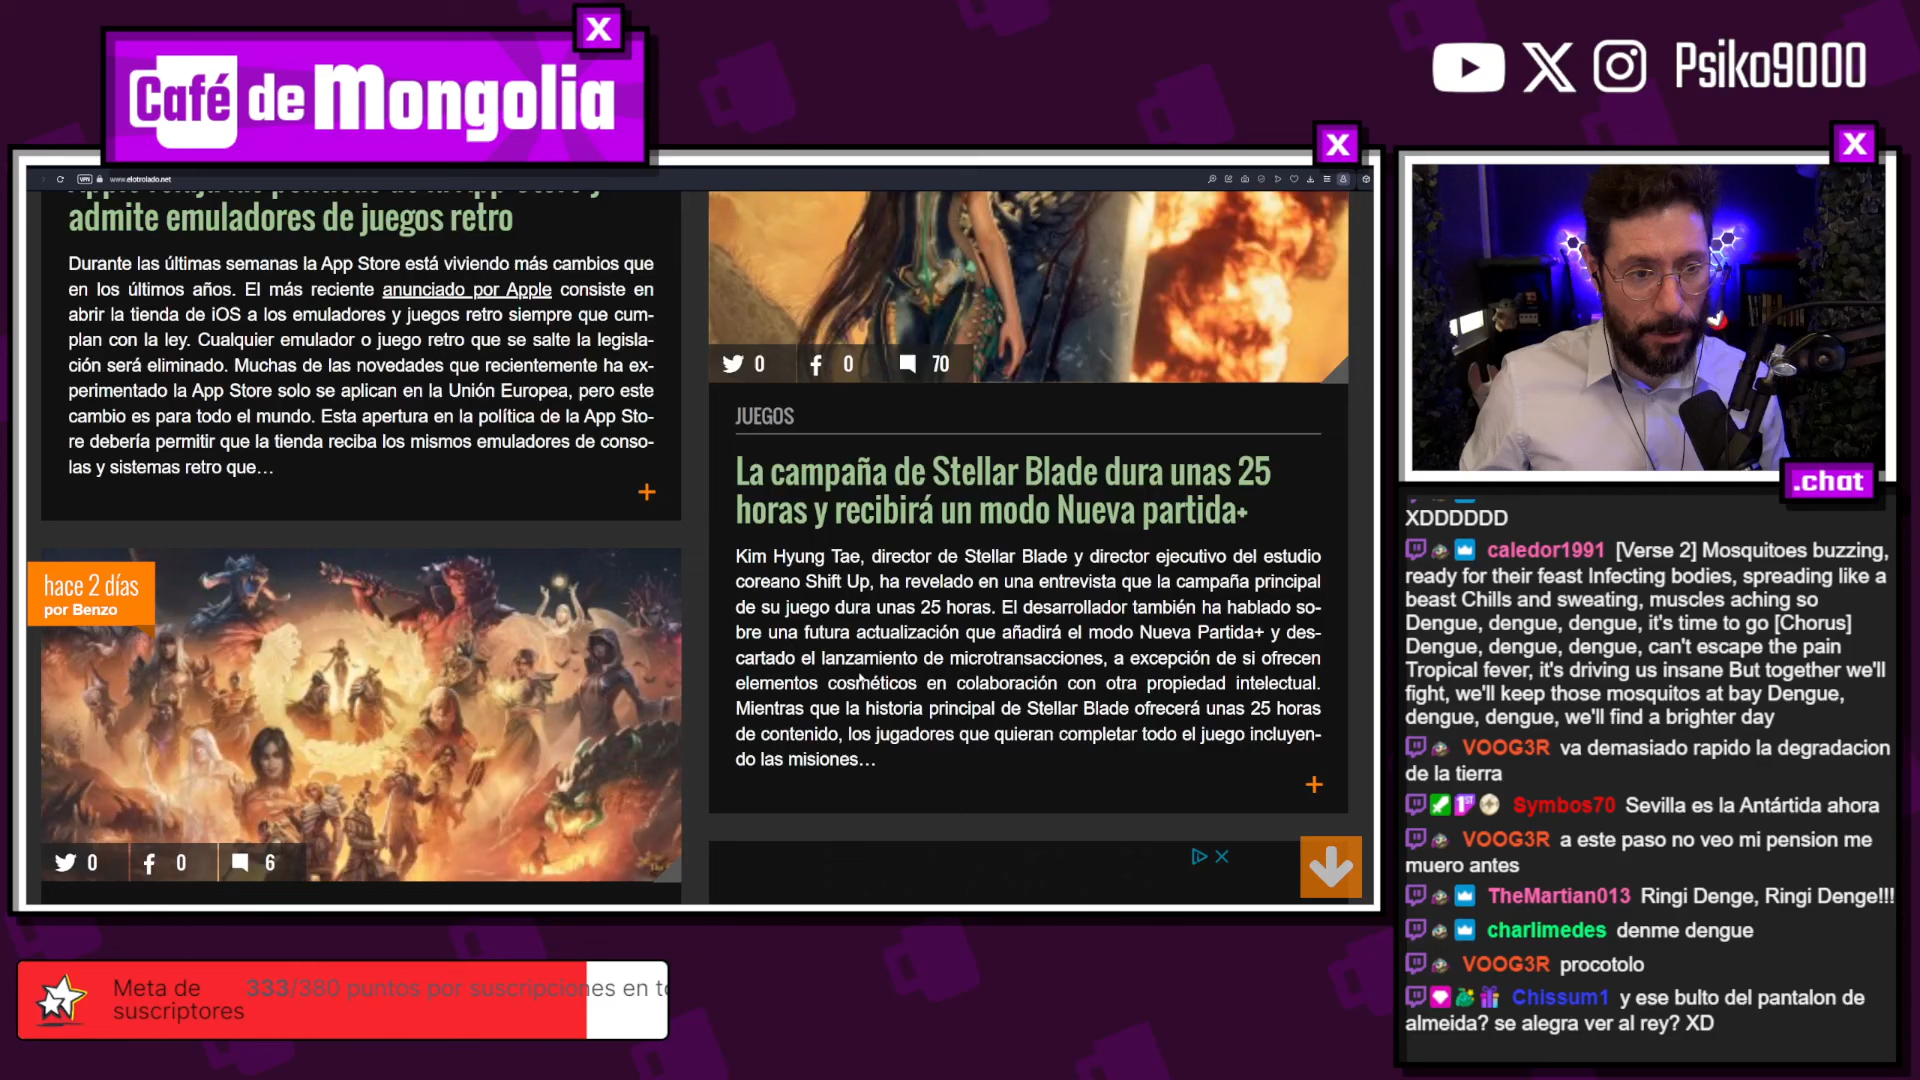 X
Café de Mongolia
Psiko9000
X
X
VPN
www.elotrolado.net
admite emuladores de juegos retro
Durante las últimas semanas la App Store está viviendo más cambios que
en los últimos años. El más reciente anunciado por Apple consiste en
abrir la tienda de iOS a los emuladores y juegos retro siempre que cum-
plan con la ley. Cualquier emulador o juego retro que se salte la legisla-
ción será eliminado. Muchas de las novedades que recientemente ha ex-
perimentado la App Store solo se aplican en la Unión Europea, pero este
cambio es para todo el mundo. Esta apertura en la política de la App Sto-
re debería permitir que la tienda reciba los mismos emuladores de conso-
las y sistemas retro que…
+
hace 2 días
por Benzo
0
0
6
0
0
70
JUEGOS
La campaña de Stellar Blade dura unas 25
horas y recibirá un modo Nueva partida+
Kim Hyung Tae, director de Stellar Blade y director ejecutivo del estudio
coreano Shift Up, ha revelado en una entrevista que la campaña principal
de su juego dura unas 25 horas. El desarrollador también ha hablado so-
bre una futura actualización que añadirá el modo Nueva Partida+ y des-
cartado el lanzamiento de microtransacciones, a excepción de si ofrecen
elementos cosméticos en colaboración con otra propiedad intelectual.
Mientras que la historia principal de Stellar Blade ofrecerá unas 25 horas
de contenido, los jugadores que quieran completar todo el juego incluyen-
do las misiones…
+
.chat
XDDDDDD
caledor1991 [Verse 2] Mosquitoes buzzing,
ready for their feast Infecting bodies, spreading like a
beast Chills and sweating, muscles aching so
Dengue, dengue, dengue, it's time to go [Chorus]
Dengue, dengue, dengue, can't escape the pain
Tropical fever, it's driving us insane But together we'll
fight, we'll keep those mosquitos at bay Dengue,
dengue, dengue, we'll find a brighter day
VOOG3R va demasiado rapido la degradacion
de la tierra
Symbos70 Sevilla es la Antártida ahora
VOOG3R a este paso no veo mi pension me
muero antes
TheMartian013 Ringi Denge, Ringi Denge!!!
charlimedes denme dengue
VOOG3R procotolo
Chissum1 y ese bulto del pantalon de
almeida? se alegra ver al rey? XD
Meta de
suscriptores
333/380 puntos por suscripciones en